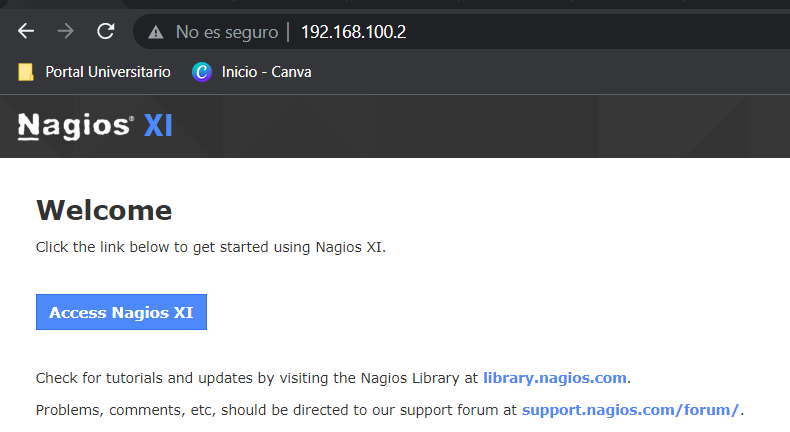 No es seguro | 192.168.100.2
Portal Universitario Inicio - Canva
Nagios® XI
Welcome
Click the link below to get started using Nagios XI.
Access Nagios XI
Check for tutorials and updates by visiting the Nagios Library at library.nagios.com.
Problems, comments, etc, should be directed to our support forum at support.nagios.com/forum/.